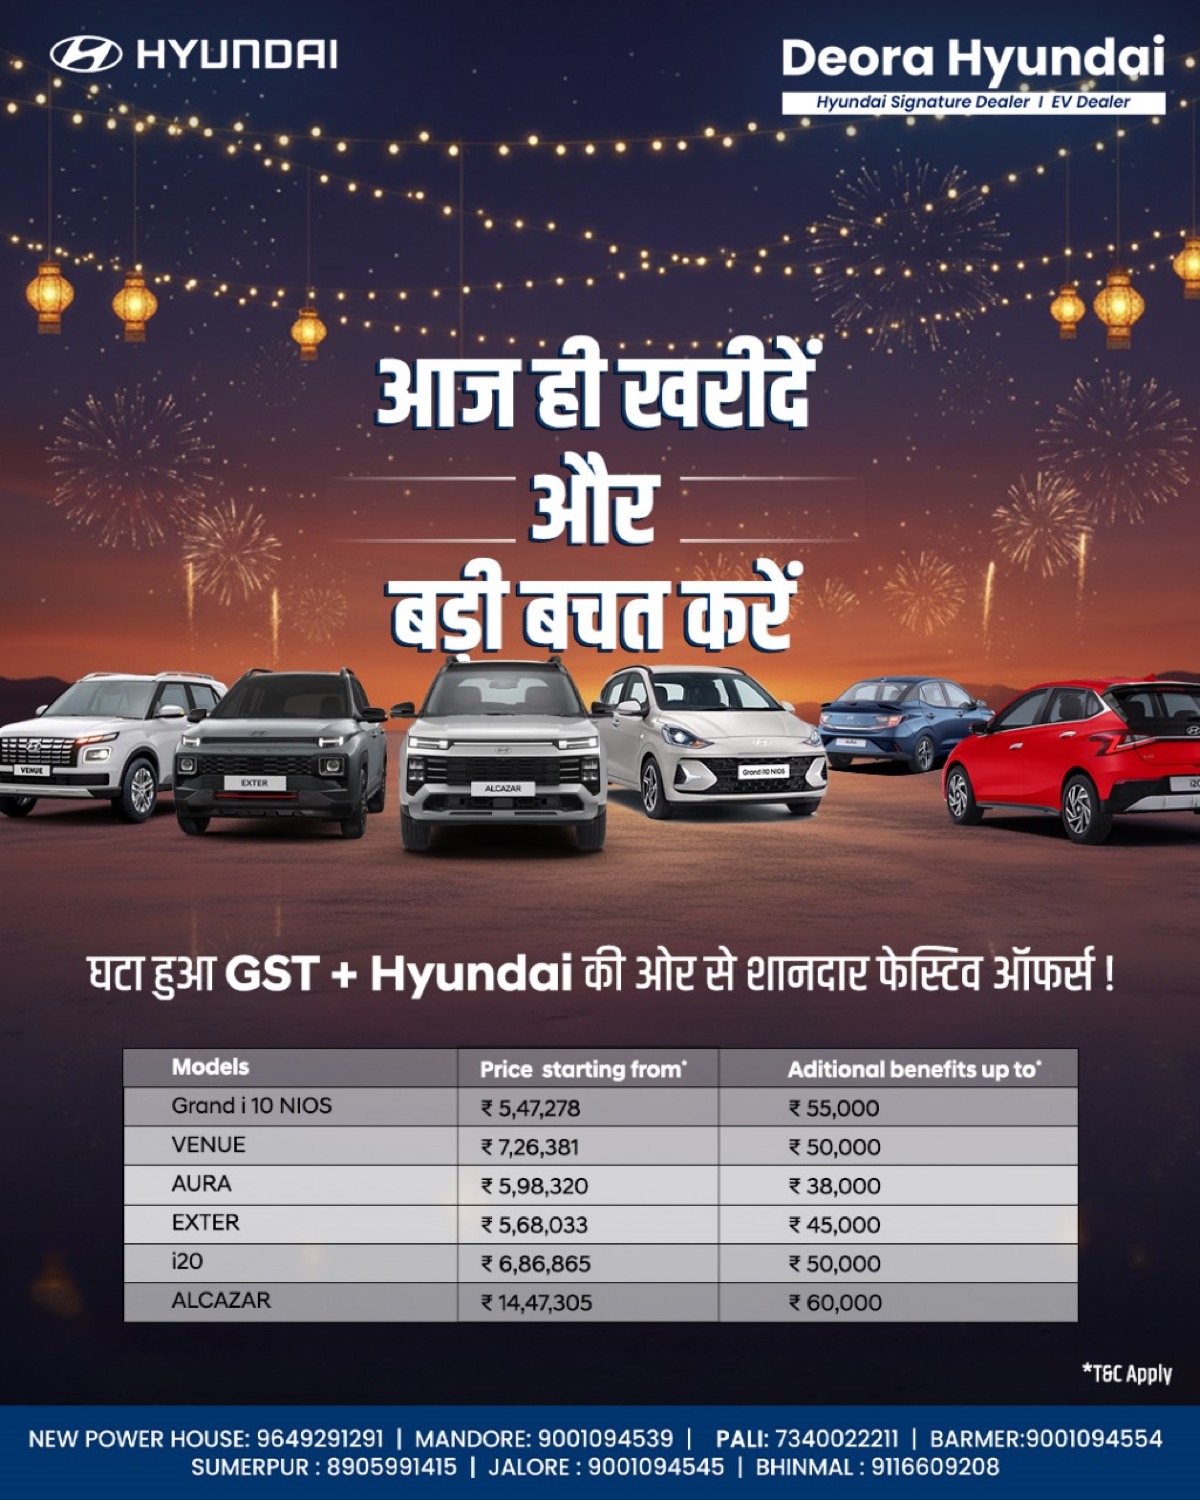 HYUNDAI
Deora Hyundai
Hyundai Signature Dealer I EV Dealer
आज ही खरीदें
और
बड़ी बचत करें
VENUE
EXTER
ALCAZAR
Grand i10 NIOS
AURA
घटा हुआ GST + Hyundai की ओर से शानदार फेस्टिव ऑफर्स !
Models Price starting from* Aditional benefits up to*
Grand i 10 NIOS ₹ 5,47,278 ₹ 55,000
VENUE ₹ 7,26,381 ₹ 50,000
AURA ₹ 5,98,320 ₹ 38,000
EXTER ₹ 5,68,033 ₹ 45,000
i20 ₹ 6,86,865 ₹ 50,000
ALCAZAR ₹ 14,47,305 ₹ 60,000
*T&C Apply
NEW POWER HOUSE: 9649291291 | MANDORE: 9001094539 | PALI: 7340022211 | BARMER:9001094554
SUMERPUR : 8905991415 | JALORE : 9001094545 | BHINMAL : 9116609208